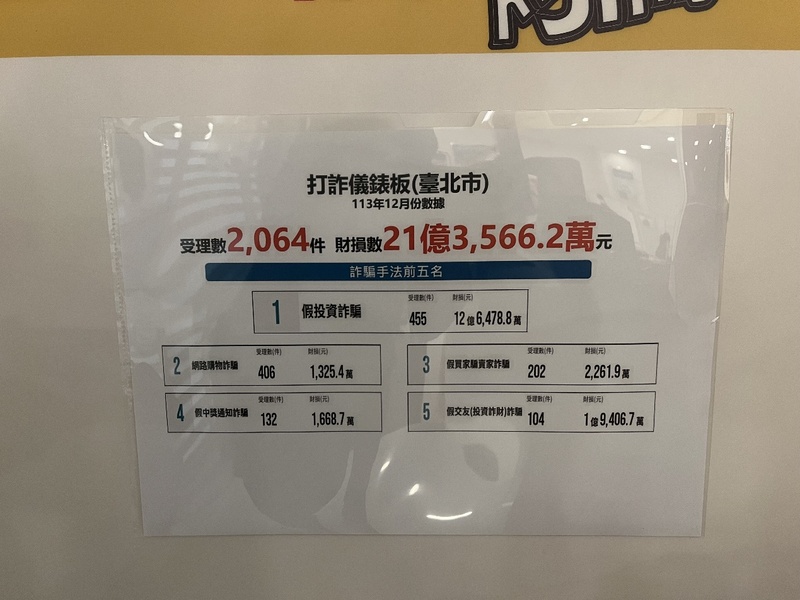 打詐儀錶板(臺北市)
113年12月份數據
受理數2,064件 財損數21億3,566.2萬元
詐騙手法前五名
1 假投資詐騙 受理數(件) 455 財損(元) 12億6,478.8萬
2 網路購物詐騙 受理數(件) 406 財損(元) 1,325.4萬
3 假買家騙賣家詐騙 受理數(件) 202 財損(元) 2,261.9萬
4 假中獎通知詐騙 受理數(件) 132 財損(元) 1,668.7萬
5 假交友(投資詐財)詐騙 受理數(件) 104 財損(元) 1億9,406.7萬